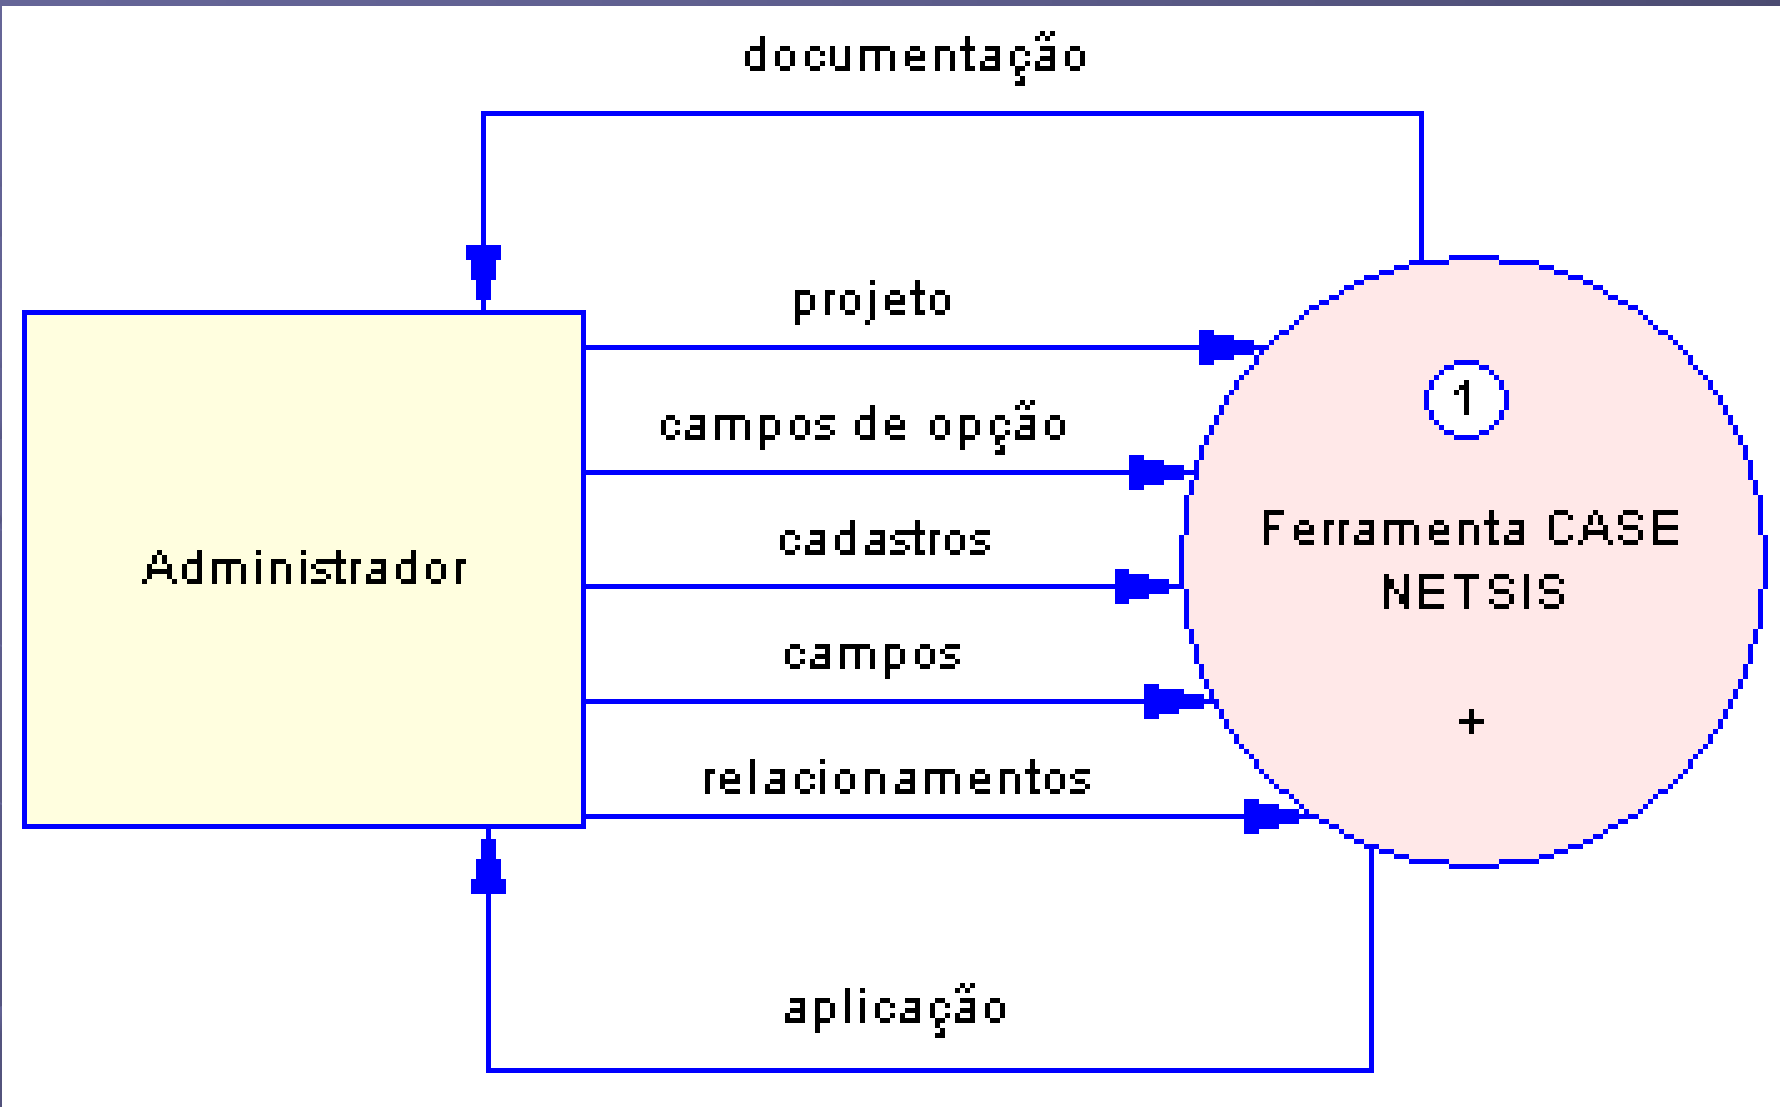 documentação
projeto
campos de opção
cadastros
campos
relacionamentos
aplicação
Administrador
1
Ferramenta CASE
NETSIS
+